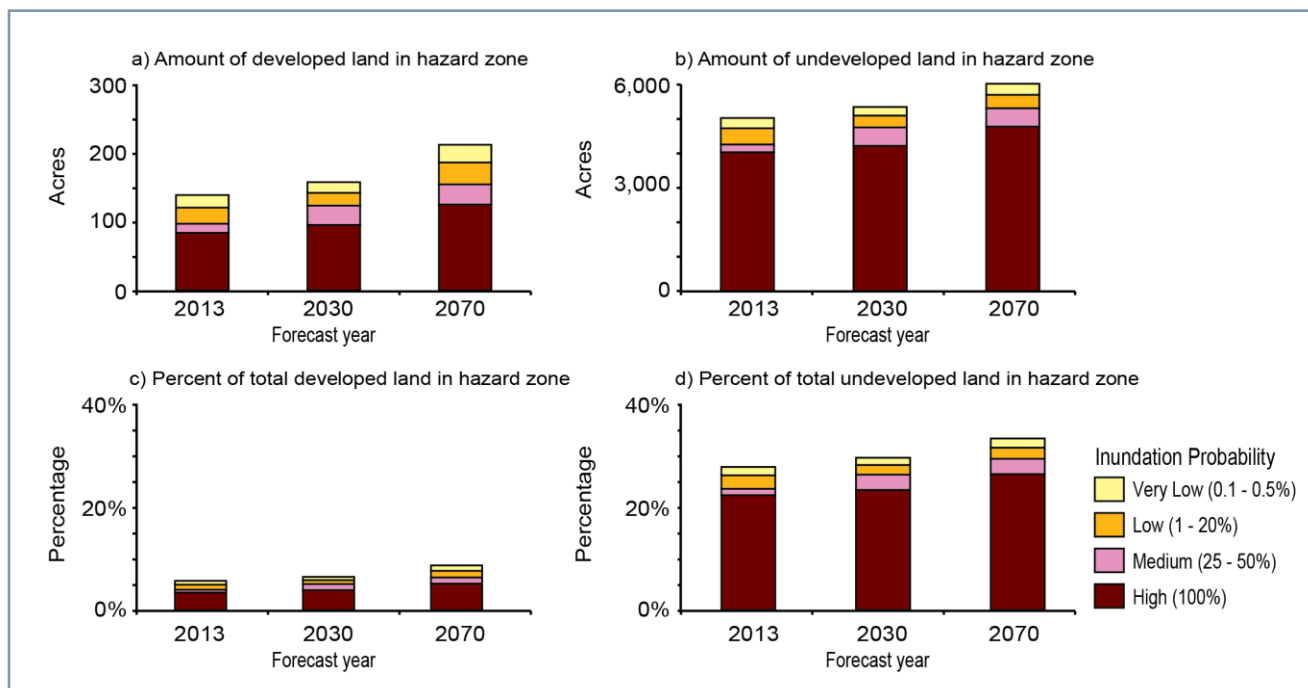 a) Amount of developed land in hazard zone
300
200
100
0
Acres
2013 2030 2070
Forecast year
b) Amount of undeveloped land in hazard zone
6,000
3,000
0
Acres
2013 2030 2070
Forecast year
c) Percent of total developed land in hazard zone
40%
20%
0%
Percentage
2013 2030 2070
Forecast year
d) Percent of total undeveloped land in hazard zone
40%
20%
0%
Percentage
2013 2030 2070
Forecast year
Inundation Probability
Very Low (0.1 - 0.5%)
Low (1 - 20%)
Medium (25 - 50%)
High (100%)